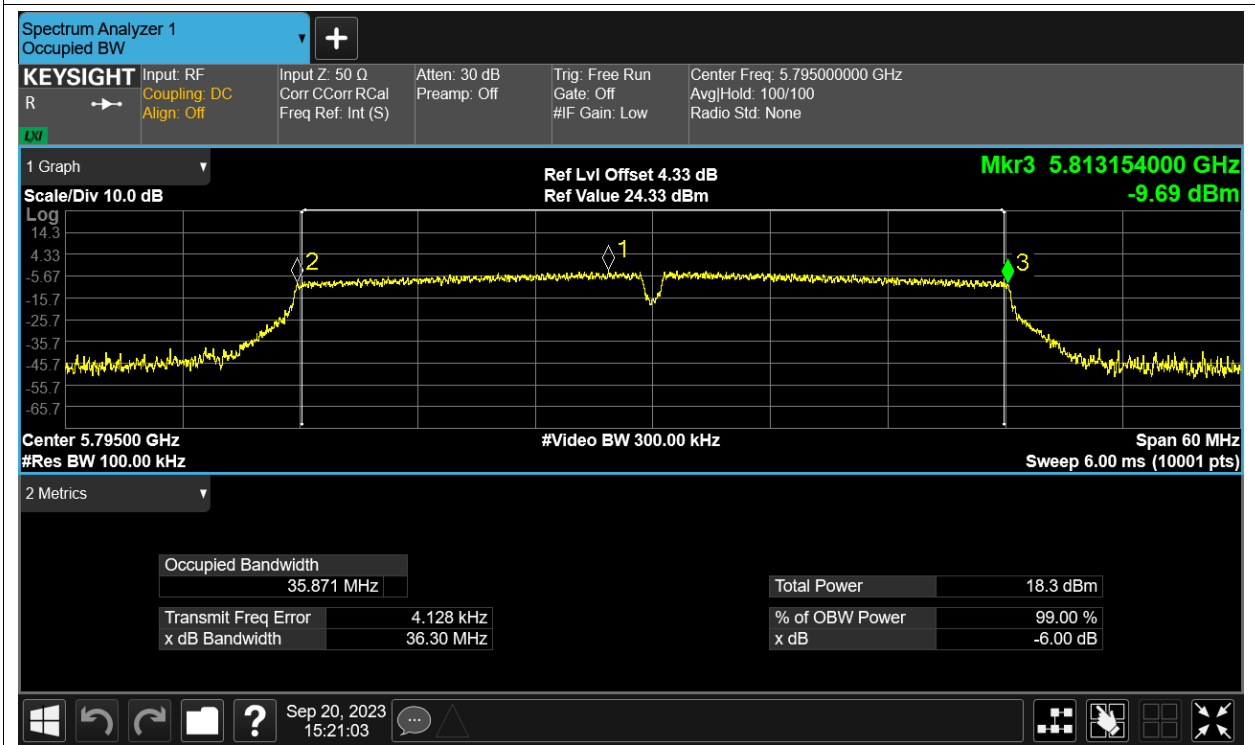 Spectrum Analyzer 1
Occupied BW
KEYSIGHT
R
LXI
Input: RF
Coupling: DC
Align: Off
Input Z: 50 Ω
Corr CCorr RCal
Freq Ref: Int (S)
Atten: 30 dB
Preamp: Off
Trig: Free Run
Gate: Off
#IF Gain: Low
Center Freq: 5.795000000 GHz
Avg|Hold: 100/100
Radio Std: None
1 Graph
Scale/Div 10.0 dB
Ref Lvl Offset 4.33 dB
Ref Value 24.33 dBm
Mkr3 5.813154000 GHz
-9.69 dBm
Log
14.3
4.33
-5.67
-15.7
-25.7
-35.7
-45.7
-55.7
-65.7
2
1
3
Center 5.79500 GHz
#Res BW 100.00 kHz
#Video BW 300.00 kHz
Span 60 MHz
Sweep 6.00 ms (10001 pts)
2 Metrics
Occupied Bandwidth
35.871 MHz
Transmit Freq Error 4.128 kHz
x dB Bandwidth 36.30 MHz
Total Power 18.3 dBm
% of OBW Power 99.00 %
x dB -6.00 dB
Sep 20, 2023
15:21:03